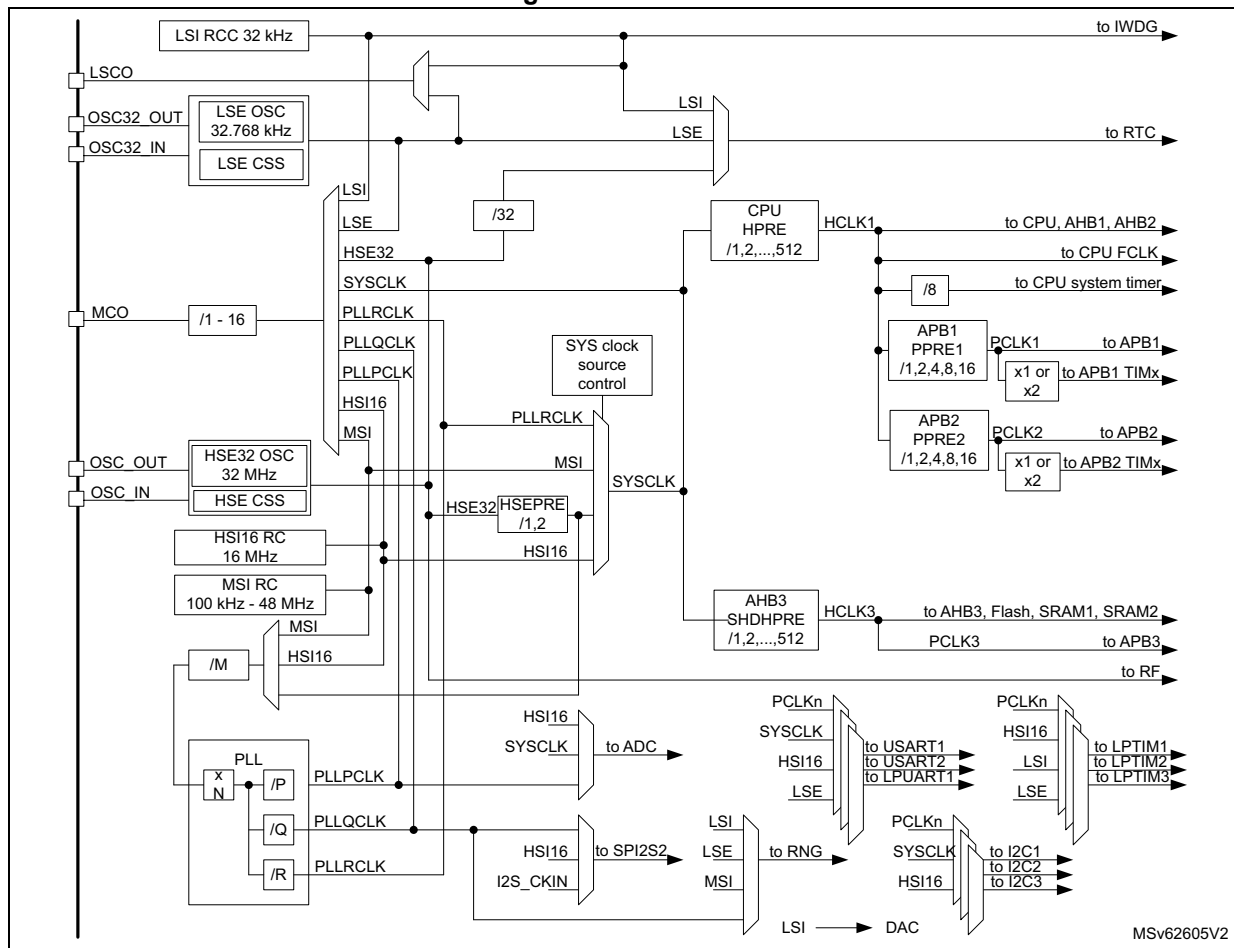 LSI RCC 32 kHz
to IWDG
LSCO
OSC32_OUT
LSE OSC
32.768 kHz
OSC32_IN
LSE CSS
LSI
LSE
to RTC
LSI
LSE
/32
HSE32
SYSCLK
CPU
HPRE
/1,2,...,512
HCLK1
to CPU, AHB1, AHB2
to CPU FCLK
/8
to CPU system timer
MCO
/1 - 16
PLLRCLK
PLLQCLK
PLLPCLK
HSI16
MSI
SYS clock
source
control
APB1
PPRE1
/1,2,4,8,16
PCLK1
to APB1
x1 or
x2
to APB1 TIMx
APB2
PPRE2
/1,2,4,8,16
PCLK2
to APB2
x1 or
x2
to APB2 TIMx
PLLRCLK
MSI
HSE32
HSEPRE
/1,2
HSI16
SYSCLK
OSC_OUT
HSE32 OSC
32 MHz
OSC_IN
HSE CSS
HSI16 RC
16 MHz
MSI RC
100 kHz - 48 MHz
MSI
HSI16
/M
AHB3
SHDHPRE
/1,2,...,512
HCLK3
to AHB3, Flash, SRAM1, SRAM2
PCLK3
to APB3
to RF
PLL
x
N
/P
PLLPCLK
/Q
PLLQCLK
/R
PLLRCLK
HSI16
SYSCLK
to ADC
HSI16
I2S_CKIN
to SPI2S2
LSI
LSE
MSI
to RNG
PCLKn
SYSCLK
HSI16
LSE
to USART1
to USART2
to LPUART1
PCLKn
HSI16
LSI
LSE
to LPTIM1
to LPTIM2
to LPTIM3
PCLKn
SYSCLK
HSI16
to I2C1
to I2C2
to I2C3
LSI
DAC
MSv62605V2